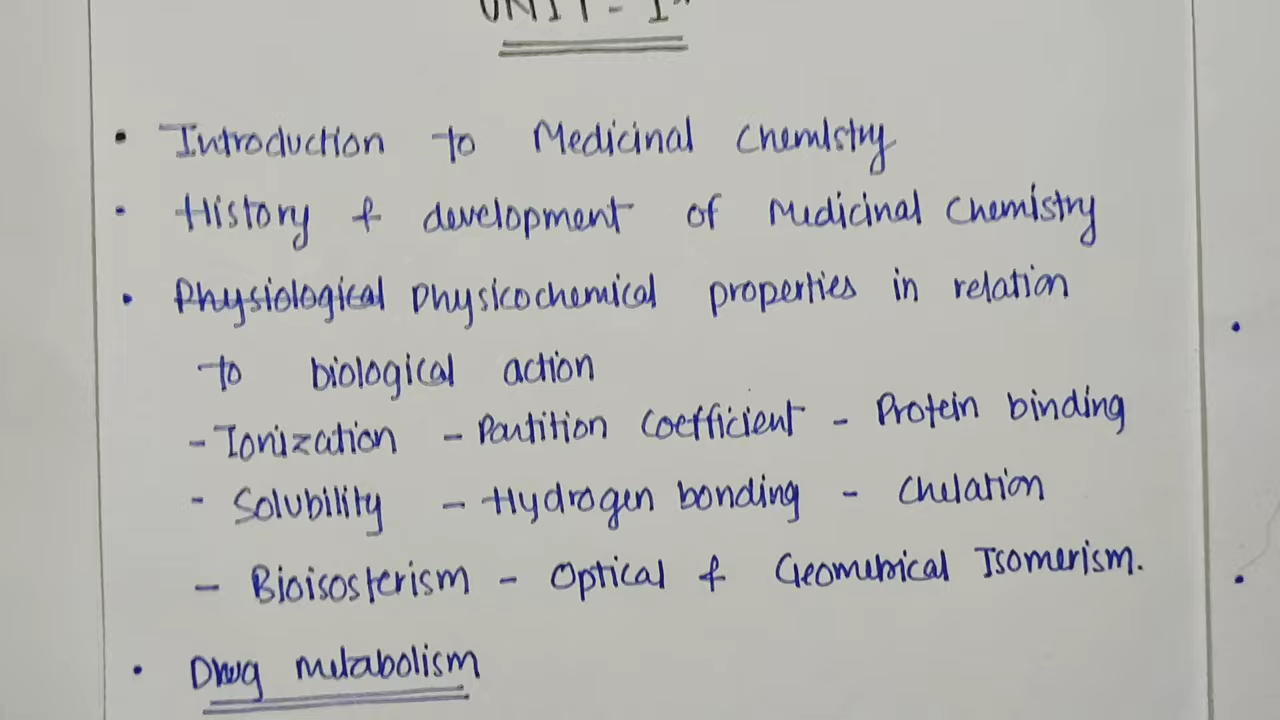 UNIT - I
• Introduction to Medicinal Chemistry
• History & development of Medicinal Chemistry
• Physiological physicochemical properties in relation
to biological action
- Ionization - Partition Coefficient - Protein binding
- Solubility - Hydrogen bonding - Chelation
- Bioisosterism - Optical & Geometrical Isomerism.
• Drug metabolism